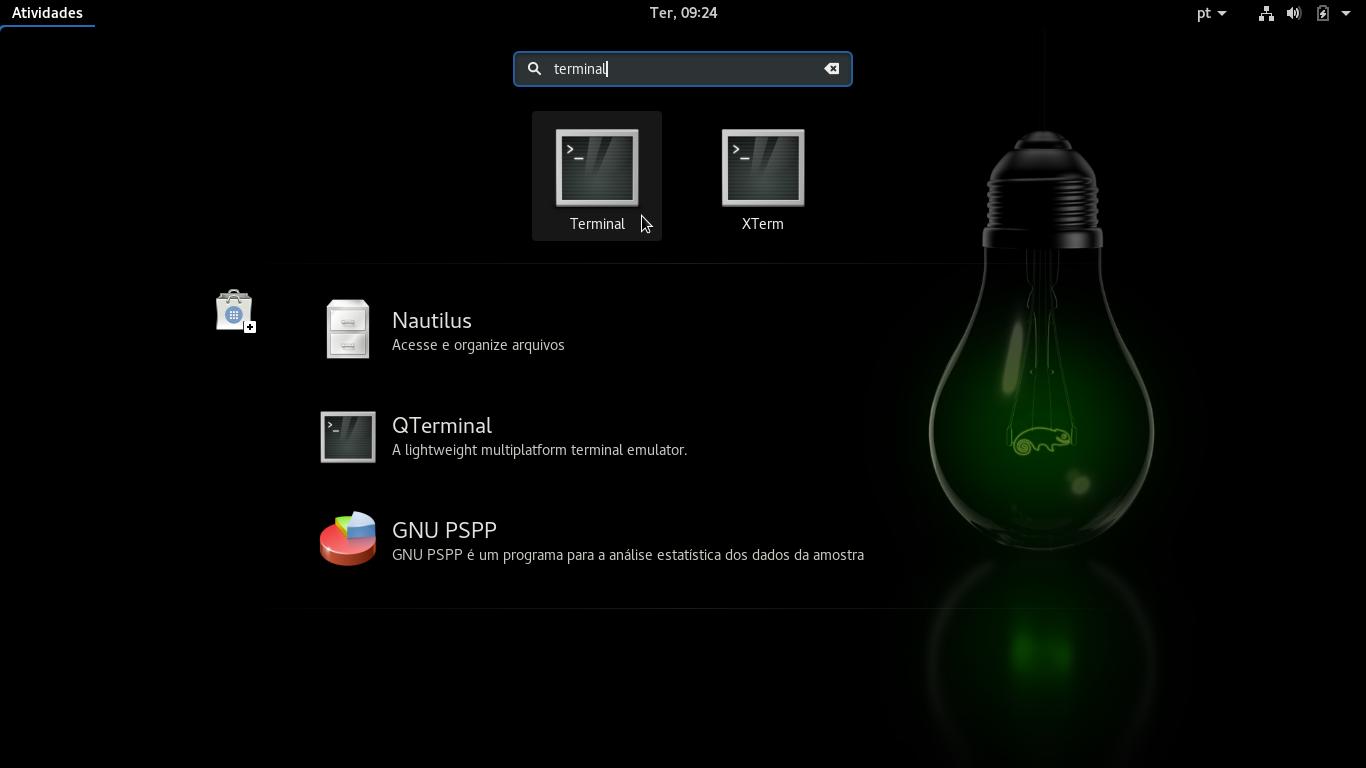 Atividades
Ter, 09:24
pt
terminal
Terminal
XTerm
Nautilus
Acesse e organize arquivos
QTerminal
A lightweight multiplatform terminal emulator.
GNU PSPP
GNU PSPP é um programa para a análise estatística dos dados da amostra